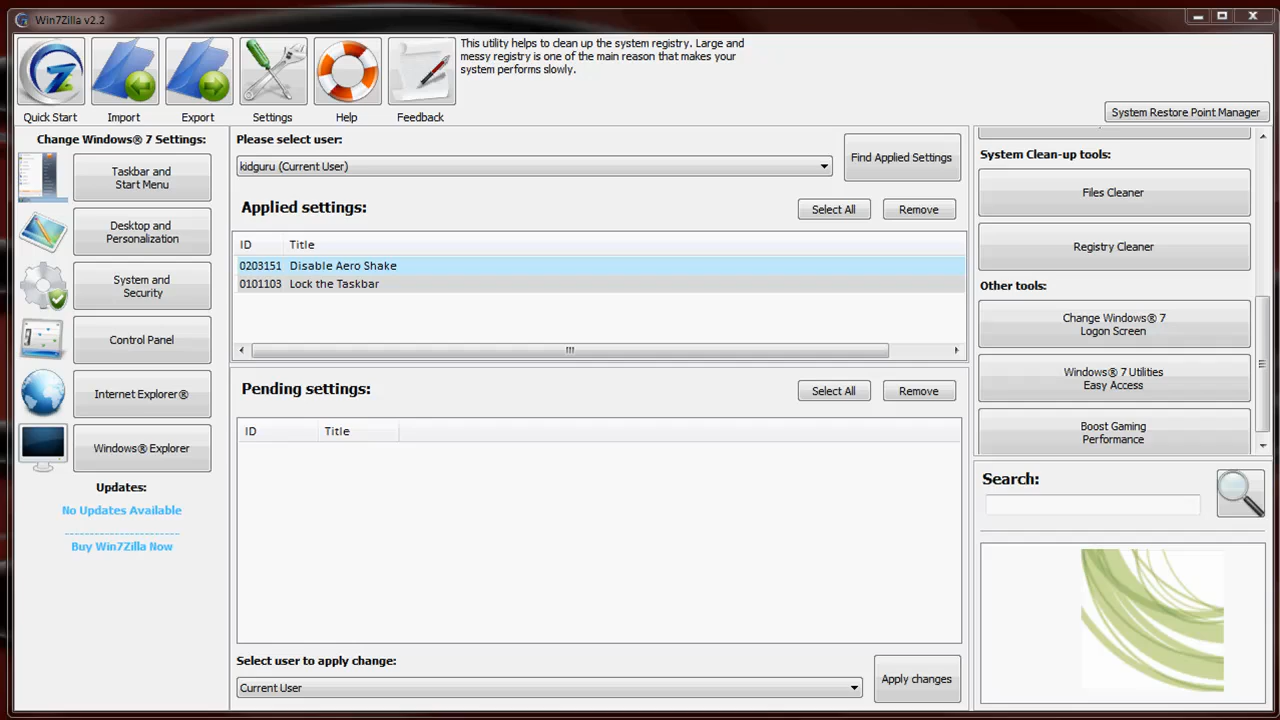 Win7Zilla v2.2
Quick Start
Import
Export
Settings
Help
Feedback
This utility helps to clean up the system registry. Large and
messy registry is one of the main reason that makes your
system performs slowly.
System Restore Point Manager
Change Windows® 7 Settings:
Taskbar and
Start Menu
Desktop and
Personalization
System and
Security
Control Panel
Internet Explorer®
Windows® Explorer
Updates:
No Updates Available
-----------------------
Buy Win7Zilla Now
Please select user:
kidguru (Current User)
Find Applied Settings
Applied settings:
Select All
Remove
ID Title
0203151 Disable Aero Shake
0101103 Lock the Taskbar
Pending settings:
Select All
Remove
ID Title
Select user to apply change:
Current User
Apply changes
System Clean-up tools:
Files Cleaner
Registry Cleaner
Other tools:
Change Windows® 7
Logon Screen
Windows® 7 Utilities
Easy Access
Boost Gaming
Performance
Search: